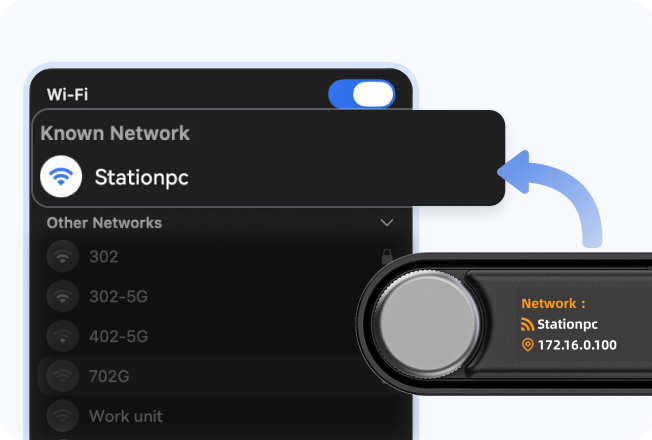 Wi-Fi
Known Network
Stationpc
Other Networks
302
302-5G
402-5G
702G
Work unit
Network :
Stationpc
172.16.0.100